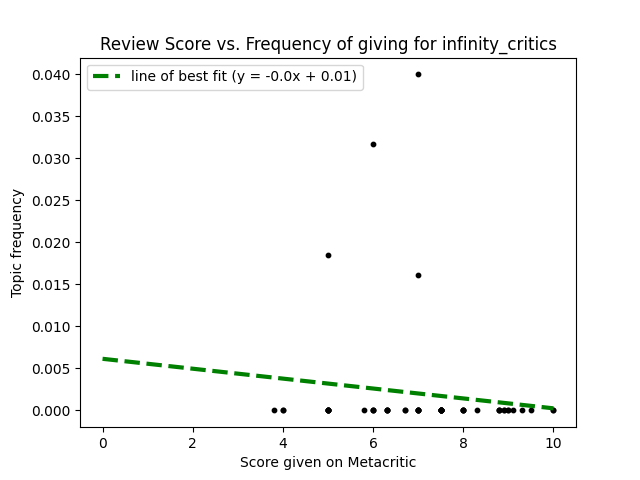 Review Score vs. Frequency of giving for infinity_critics
line of best fit (y = -0.0x + 0.01)
0.040
0.035
0.030
0.025
0.020
0.015
0.010
0.005
0.000
Topic frequency
0 2 4 6 8 10
Score given on Metacritic